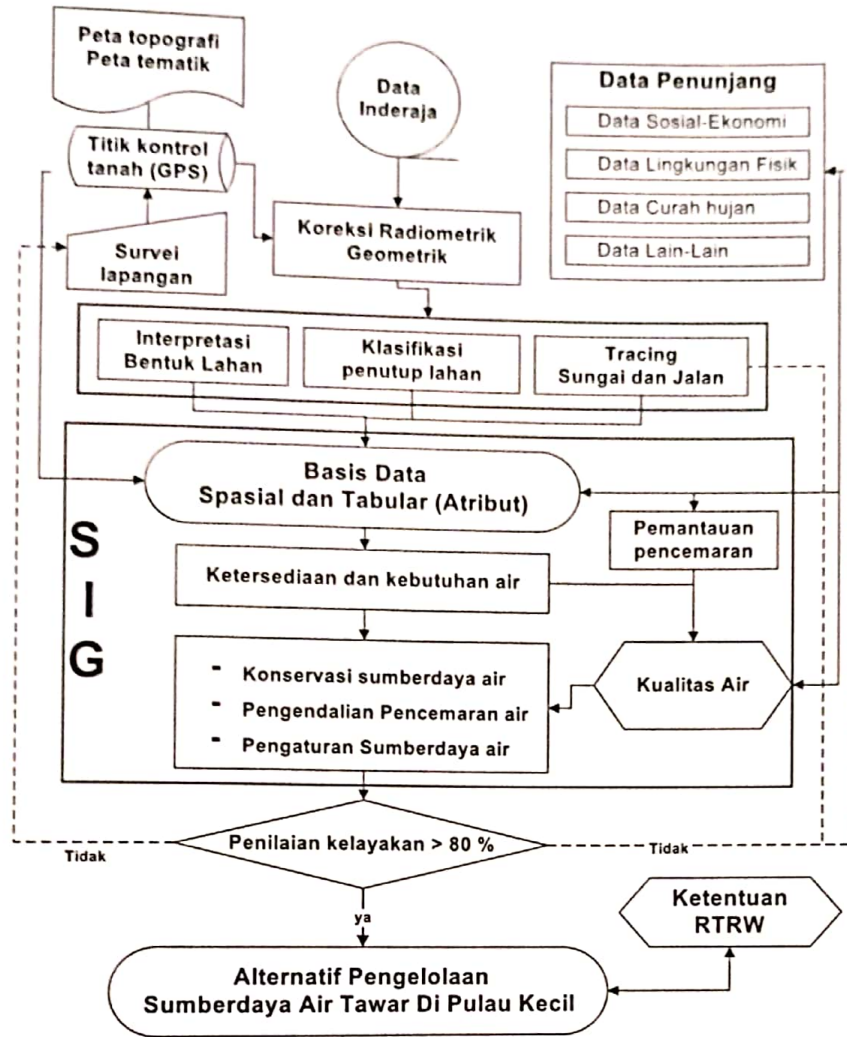 Peta topografi
Peta tematik
Data
Inderaja
Data Penunjang
Data Sosial-Ekonomi
Data Lingkungan Fisik
Data Curah hujan
Data Lain-Lain
Titik kontrol
tanah (GPS)
Koreksi Radiometrik
Geometrik
Survei
lapangan
Interpretasi
Bentuk Lahan
Klasifikasi
penutup lahan
Tracing
Sungai dan Jalan
Basis Data
Spasial dan Tabular (Atribut)
Pemantauan
pencemaran
SIG
Ketersediaan dan kebutuhan air
- Konservasi sumberdaya air
- Pengendalian Pencemaran air
- Pengaturan Sumberdaya air
Kualitas Air
Penilaian kelayakan > 80 %
Tidak
Tidak
ya
Ketentuan
RTRW
Alternatif Pengelolaan
Sumberdaya Air Tawar Di Pulau Kecil